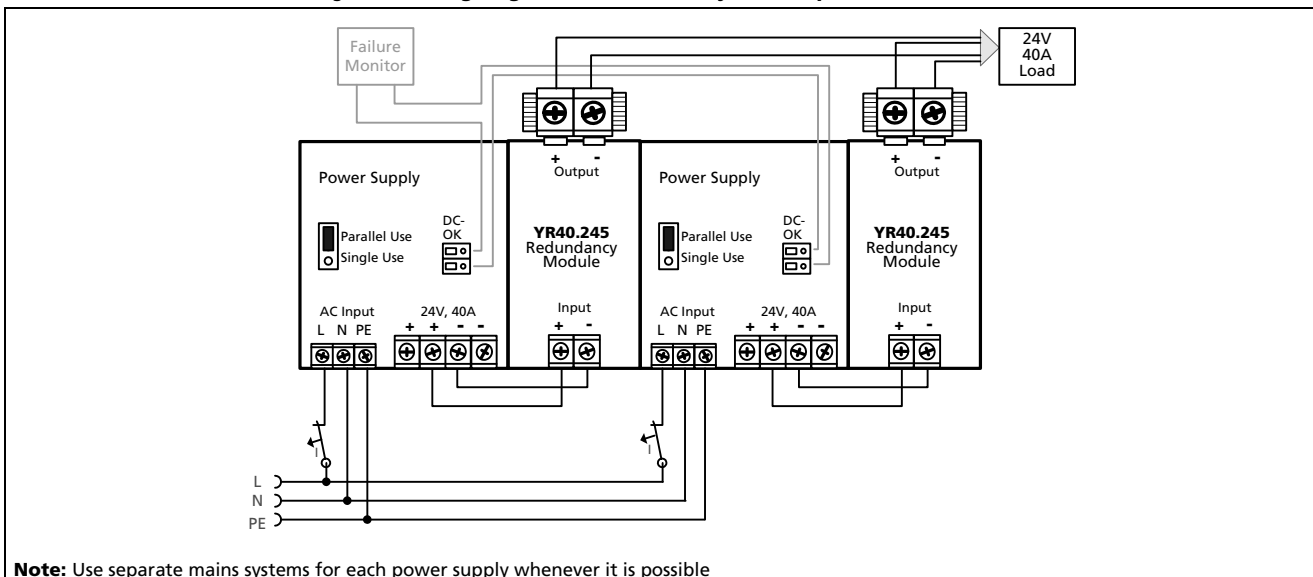 Failure
Monitor
24V
40A
Load
Power Supply
Parallel Use
Single Use
DC-
OK
AC Input
L N PE
24V, 40A
+ + - -
+ -
Output
YR40.245
Redundancy
Module
Input
+ -
Power Supply
Parallel Use
Single Use
DC-
OK
AC Input
L N PE
24V, 40A
+ + - -
+ -
Output
YR40.245
Redundancy
Module
Input
+ -
I
I
L
N
PE
Note: Use separate mains systems for each power supply whenever it is possible